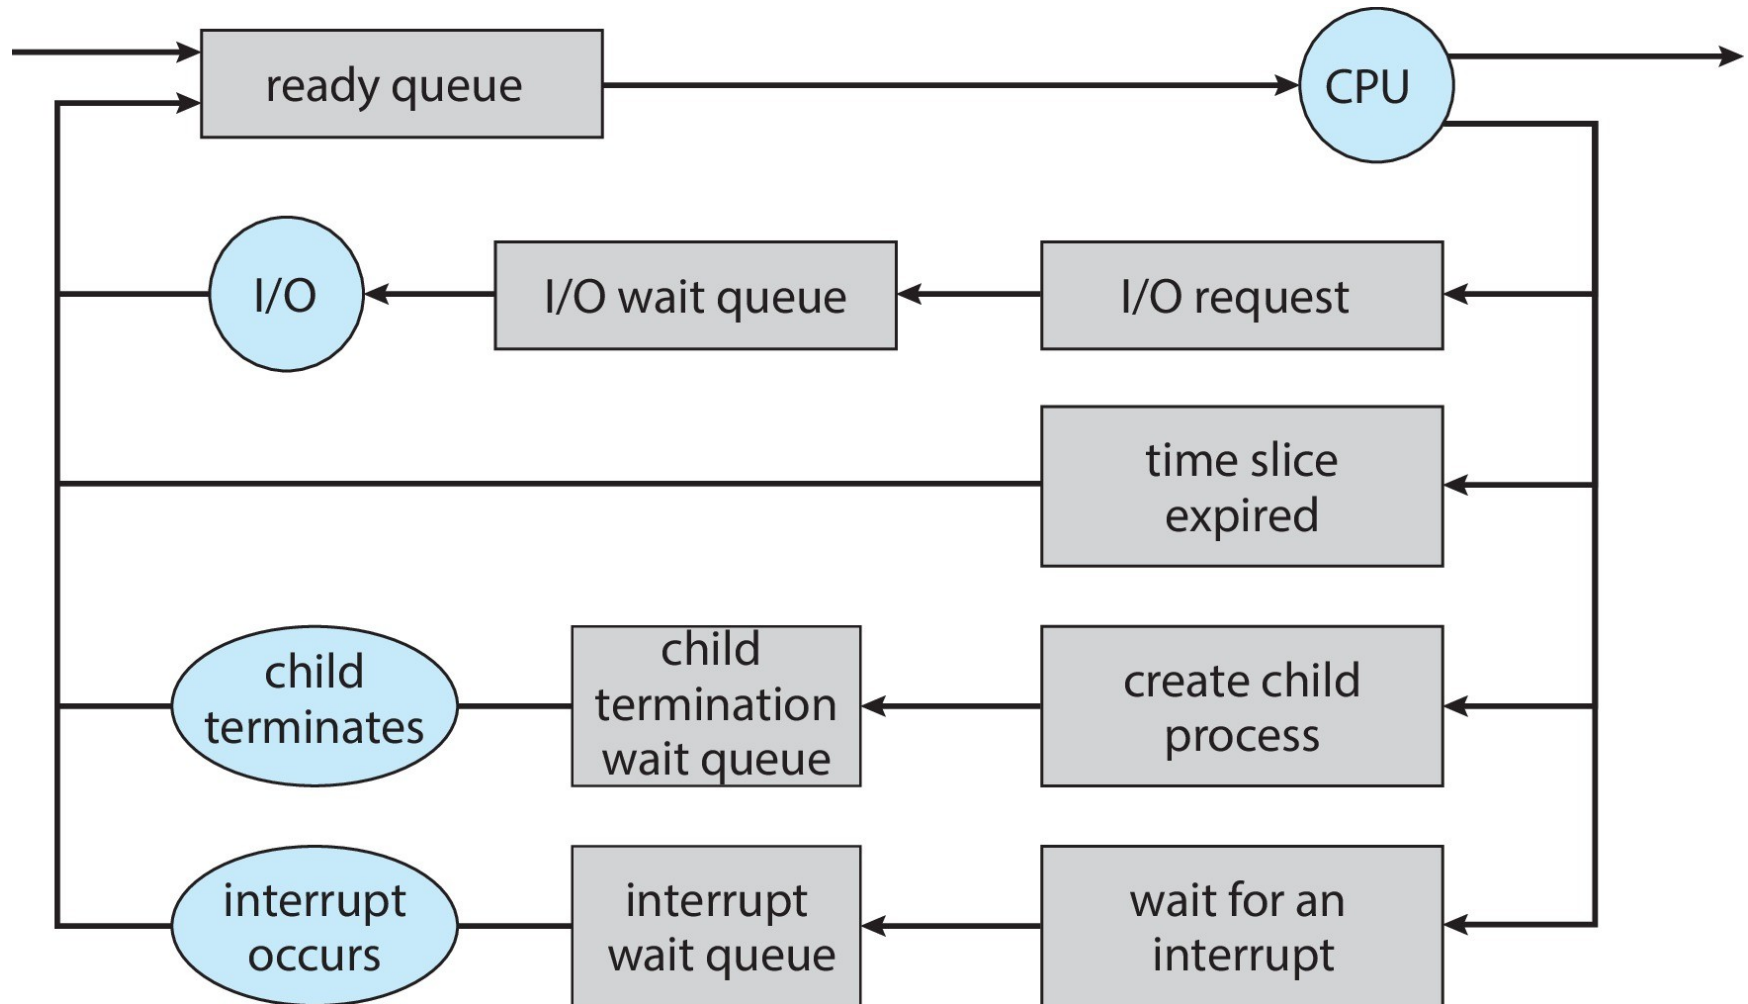 ready queue
CPU
I/O
I/O wait queue
I/O request
time slice
expired
child
terminates
child
termination
wait queue
create child
process
interrupt
occurs
interrupt
wait queue
wait for an
interrupt